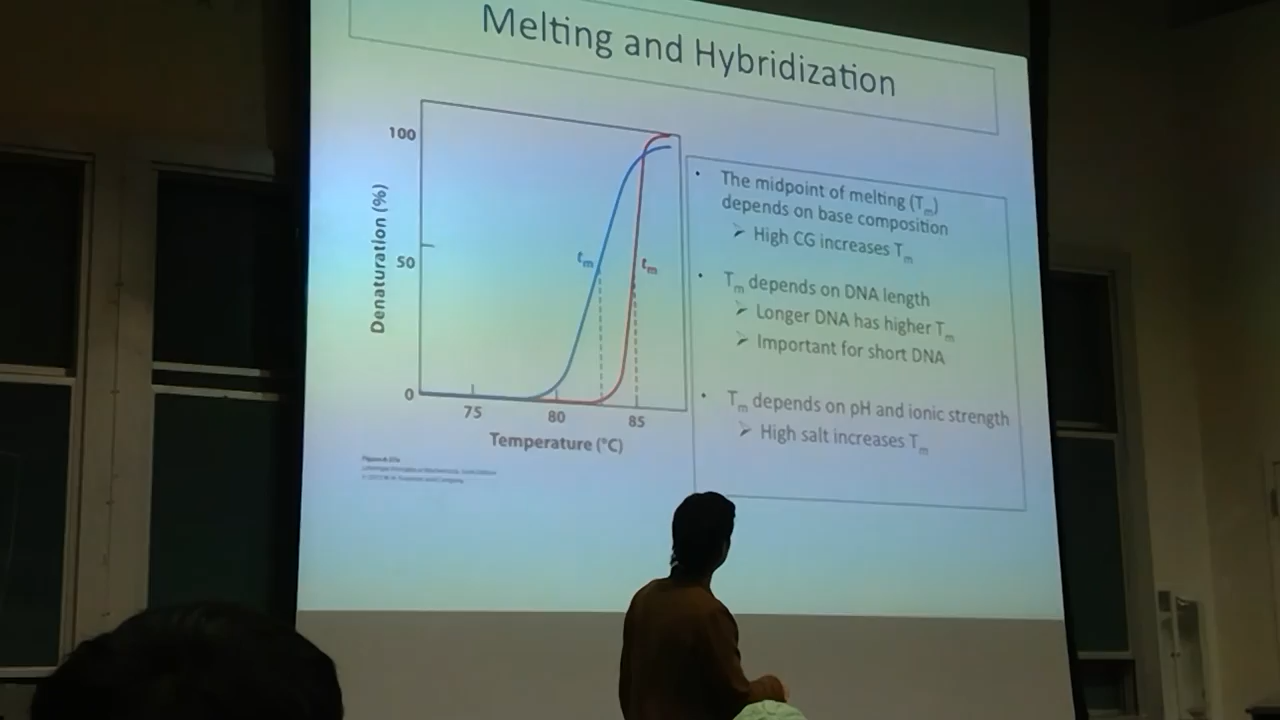 Melting and Hybridization
100
50
0
Denaturation (%)
tm
tm
75
80
85
Temperature (°C)
• The midpoint of melting (Tm)
depends on base composition
➢ High CG increases Tm
• Tm depends on DNA length
➢ Longer DNA has higher Tm
➢ Important for short DNA
• Tm depends on pH and ionic strength
➢ High salt increases Tm